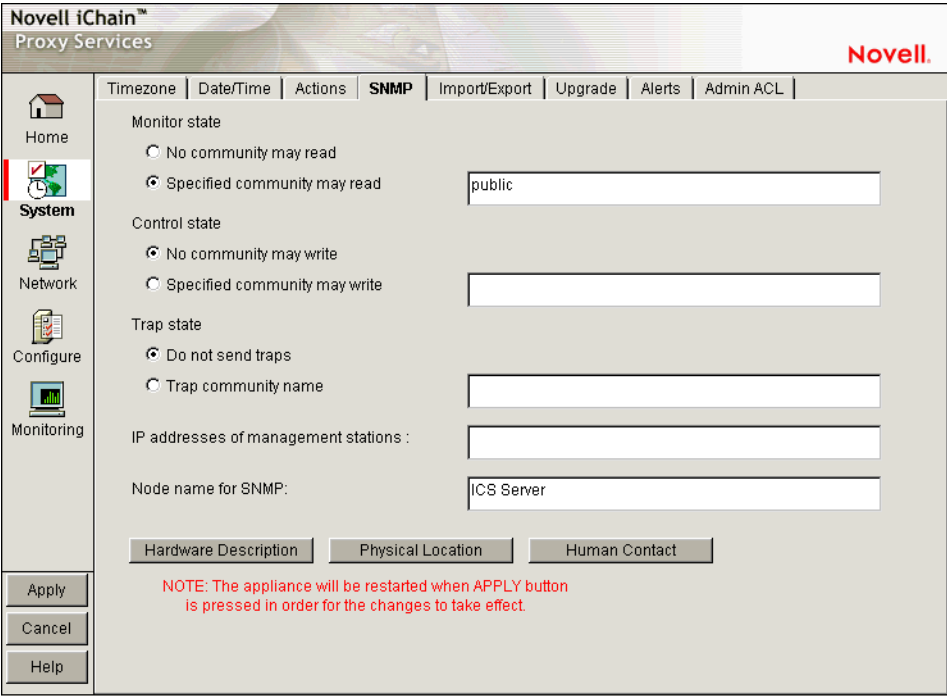 Novell iChain™
Proxy Services
Novell.
Timezone Date/Time Actions SNMP Import/Export Upgrade Alerts Admin ACL
Home
System
Network
Configure
Monitoring
Monitor state
No community may read
Specified community may read public
Control state
No community may write
Specified community may write
Trap state
Do not send traps
Trap community name
IP addresses of management stations :
Node name for SNMP: ICS Server
Hardware Description Physical Location Human Contact
NOTE: The appliance will be restarted when APPLY button
is pressed in order for the changes to take effect.
Apply
Cancel
Help